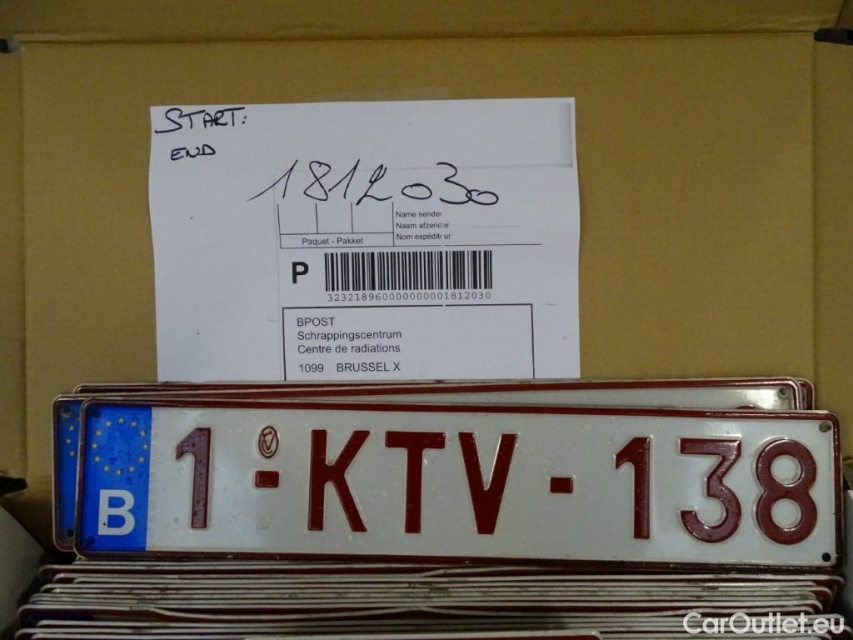 START:
END
1812030
Name sender
Naam afzender
Nom expéditeur
Paquet - Pakket
P
323218960000000001812030
BPOST
Schrappingscentrum
Centre de radiations
1099 BRUSSEL X
B 1-KTV-138
CarOutlet.eu